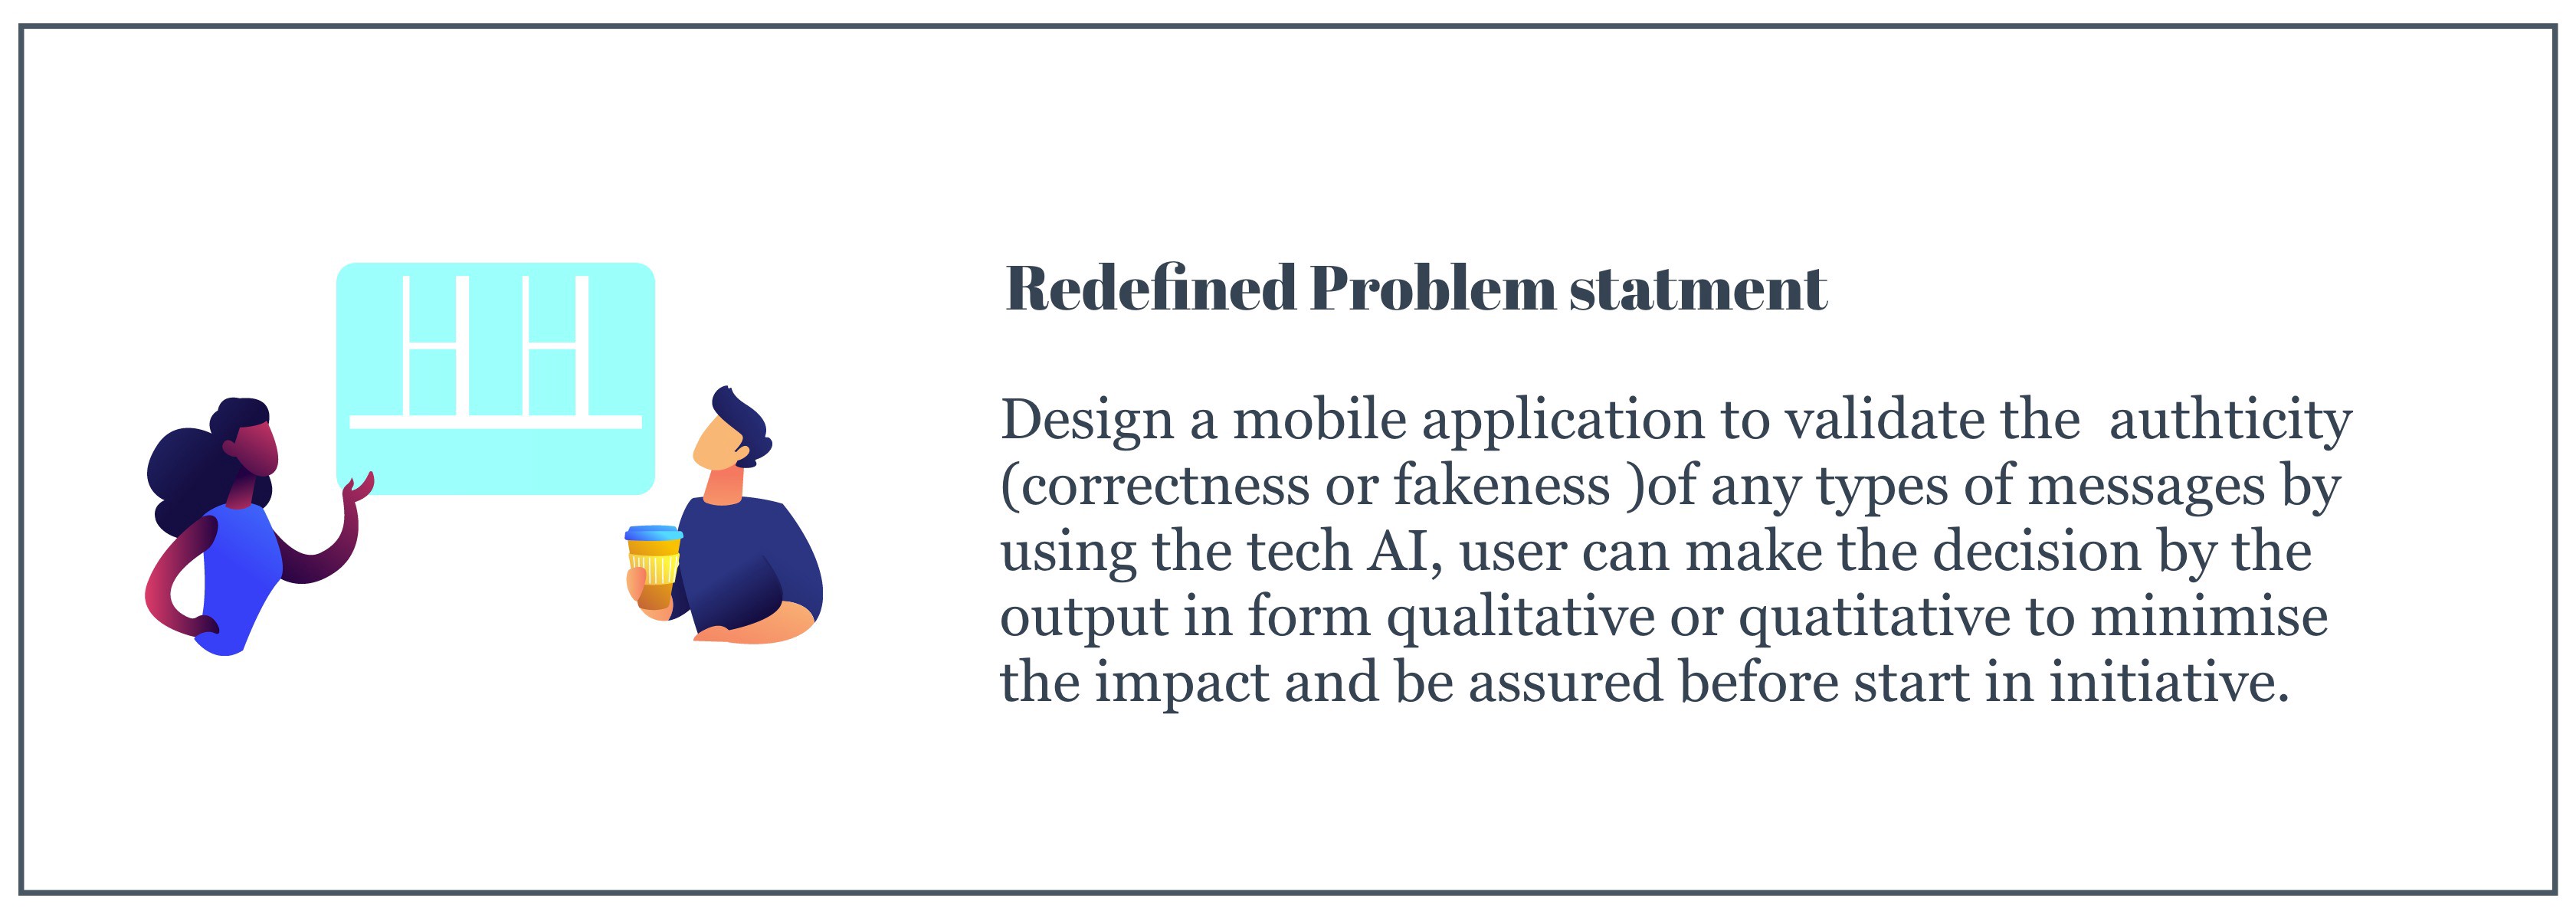 Redefined Problem statment
Design a mobile application to validate the  authticity
(correctness or fakeness )of any types of messages by
using the tech AI, user can make the decision by the
output in form qualitative or quatitative to minimise
the impact and be assured before start in initiative.